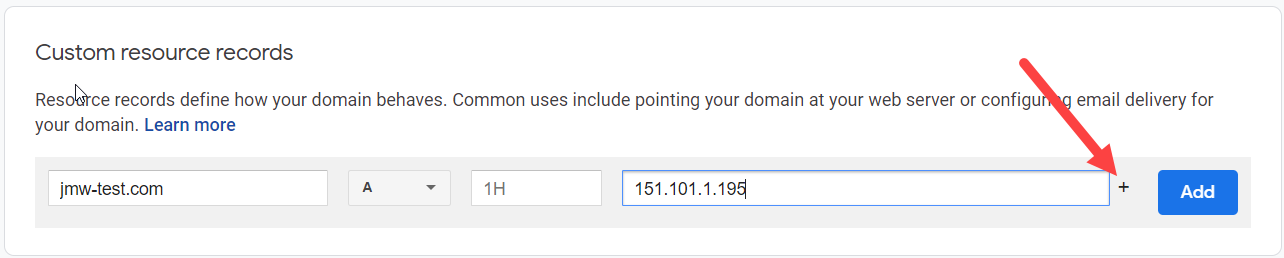 Custom resource records
Resource records define how your domain behaves. Common uses include pointing your domain at your web server or configuring email delivery for
your domain. Learn more
jmw-test.com A 1H 151.101.1.195 + Add